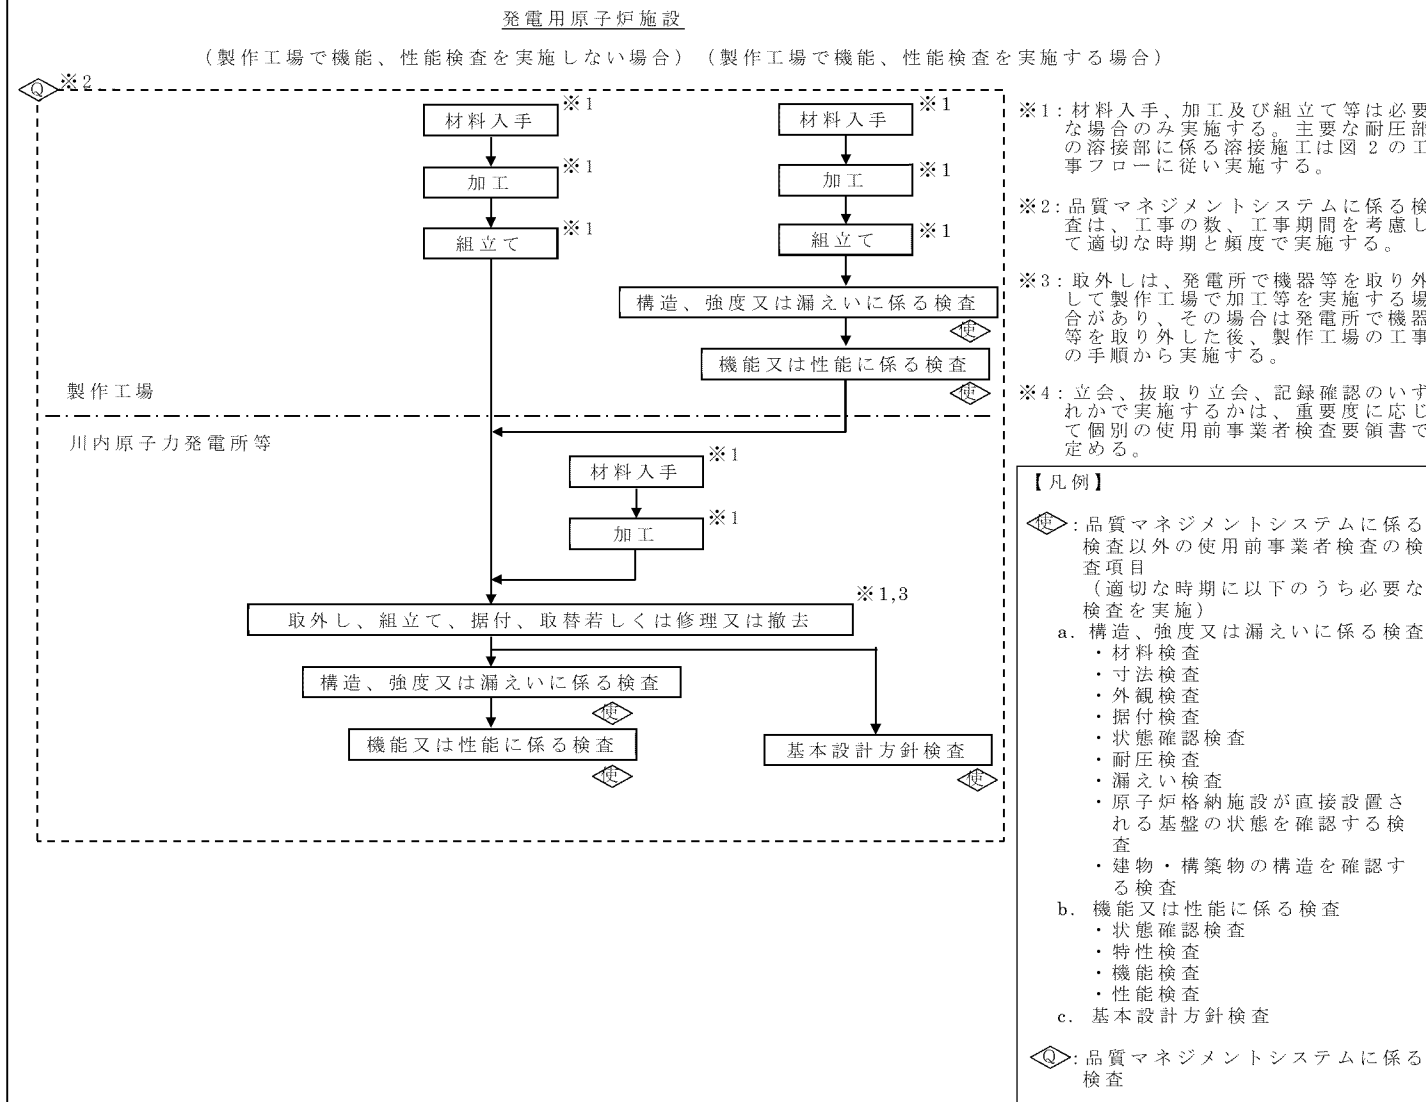 発電用原子炉施設
（製作工場で機能、性能検査を実施しない場合）（製作工場で機能、性能検査を実施する場合）
Q ※2
材料入手 ※1
加工 ※1
組立て ※1
材料入手 ※1
加工 ※1
組立て ※1
構造、強度又は漏えいに係る検査
使
機能又は性能に係る検査
使
製作工場
川内原子力発電所等
材料入手 ※1
加工 ※1
※1,3
取外し、組立て、据付、取替若しくは修理又は撤去
構造、強度又は漏えいに係る検査
使
機能又は性能に係る検査
使
基本設計方針検査
使
※1：材料入手、加工及び組立て等は必要
な場合のみ実施する。主要な耐圧部
の溶接部に係る溶接施工は図2の工
事フローに従い実施する。
※2：品質マネジメントシステムに係る検
査は、工事の数、工事期間を考慮し
て適切な時期と頻度で実施する。
※3：取外しは、発電所で機器等を取り外
して製作工場で加工等を実施する場
合があり、その場合は発電所で機器
等を取り外した後、製作工場の工事
の手順から実施する。
※4：立会、抜取り立会、記録確認のいず
れかで実施するかは、重要度に応じ
て個別の使用前事業者検査要領書で
定める。
【凡例】
使：品質マネジメントシステムに係る
検査以外の使用前事業者検査の検
査項目
（適切な時期に以下のうち必要な
検査を実施）
a. 構造、強度又は漏えいに係る検査
・材料検査
・寸法検査
・外観検査
・据付検査
・状態確認検査
・耐圧検査
・漏えい検査
・原子炉格納施設が直接設置さ
れる基盤の状態を確認する検
査
・建物・構築物の構造を確認す
る検査
b. 機能又は性能に係る検査
・状態確認検査
・特性検査
・機能検査
・性能検査
c. 基本設計方針検査
Q：品質マネジメントシステムに係る
検査